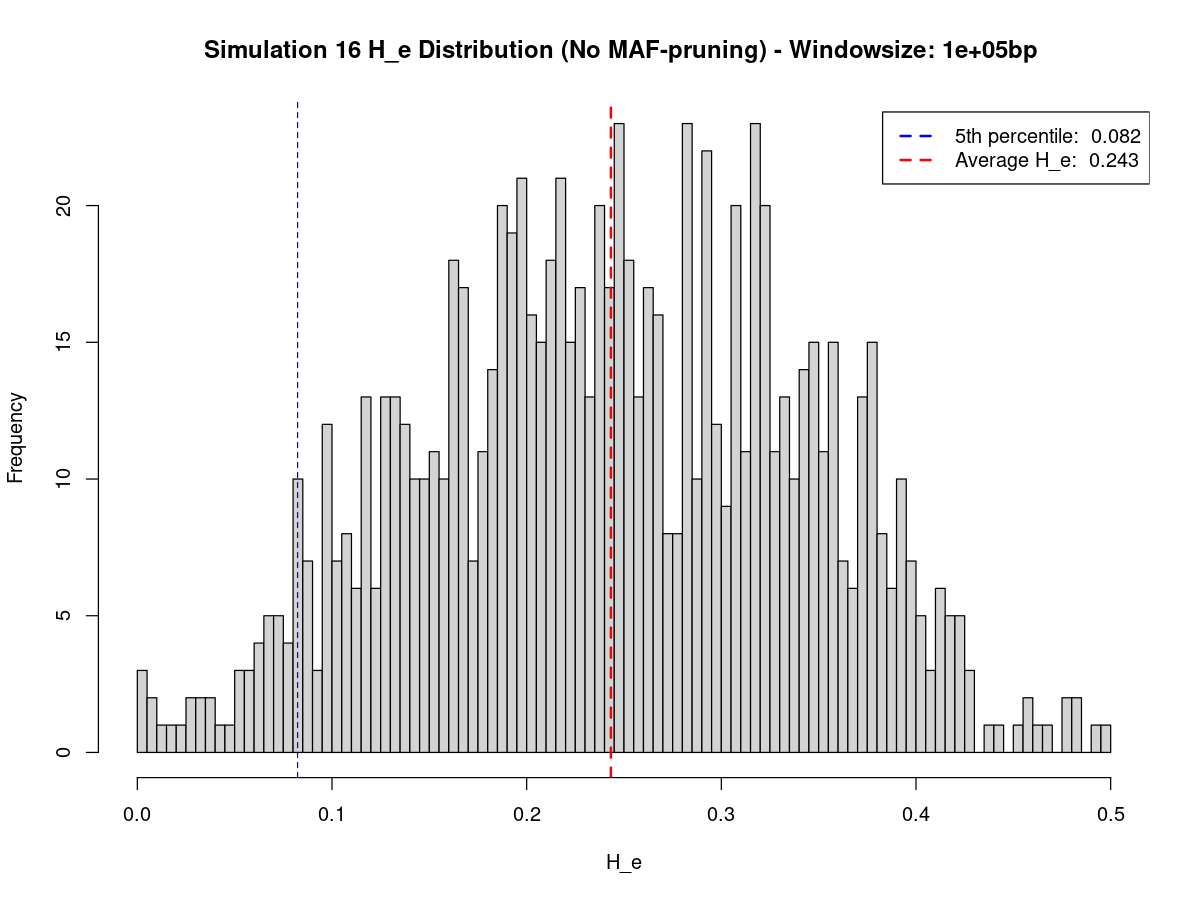 Simulation 16 H_e Distribution (No MAF-pruning) - Windowsize: 1e+05bp
5th percentile: 0.082
Average H_e: 0.243
Frequency
20
15
10
5
0
0.0 0.1 0.2 0.3 0.4 0.5
H_e